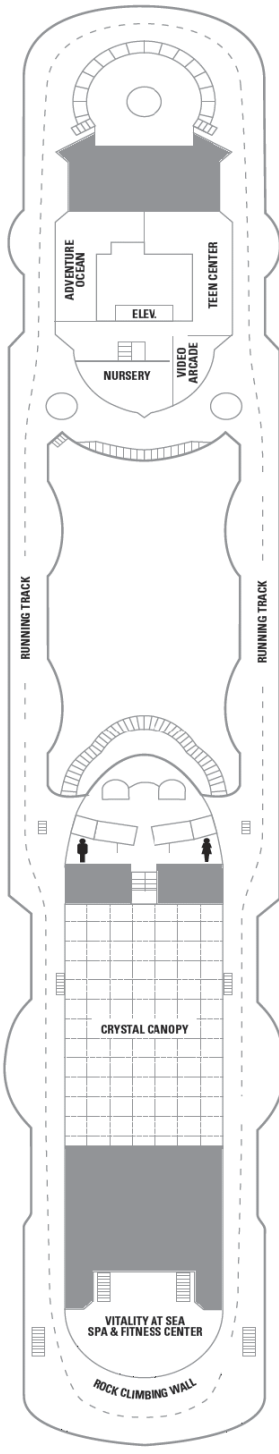 ADVENTURE
OCEAN
TEEN CENTER
ELEV.
NURSERY
VIDEO
ARCADE
RUNNING TRACK
RUNNING TRACK
CRYSTAL CANOPY
VITALITY AT SEA
SPA & FITNESS CENTER
ROCK CLIMBING WALL